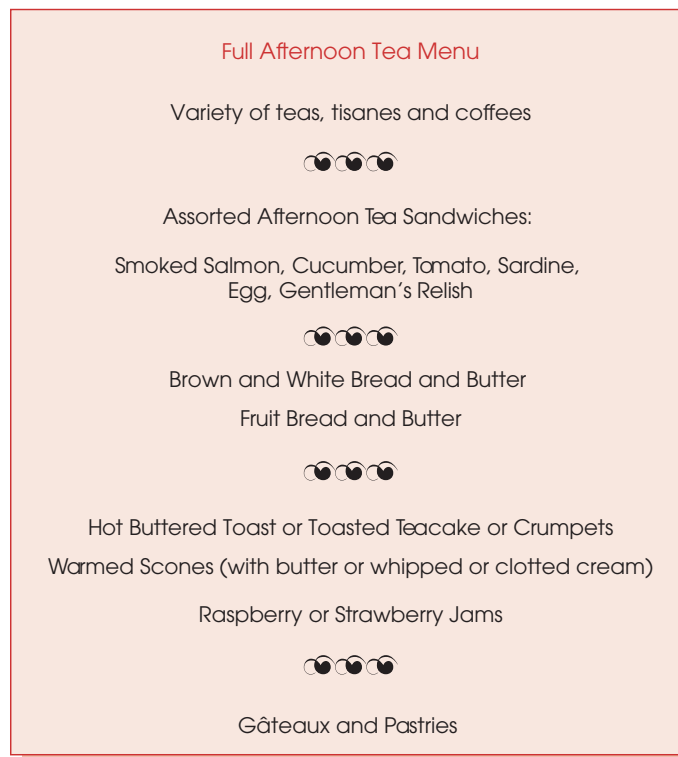 Full Afternoon Tea Menu
Variety of teas, tisanes and coffees
Assorted Afternoon Tea Sandwiches:
Smoked Salmon, Cucumber, Tomato, Sardine,
Egg, Gentleman’s Relish
Brown and White Bread and Butter
Fruit Bread and Butter
Hot Buttered Toast or Toasted Teacake or Crumpets
Warmed Scones (with butter or whipped or clotted cream)
Raspberry or Strawberry Jams
Gâteaux and Pastries